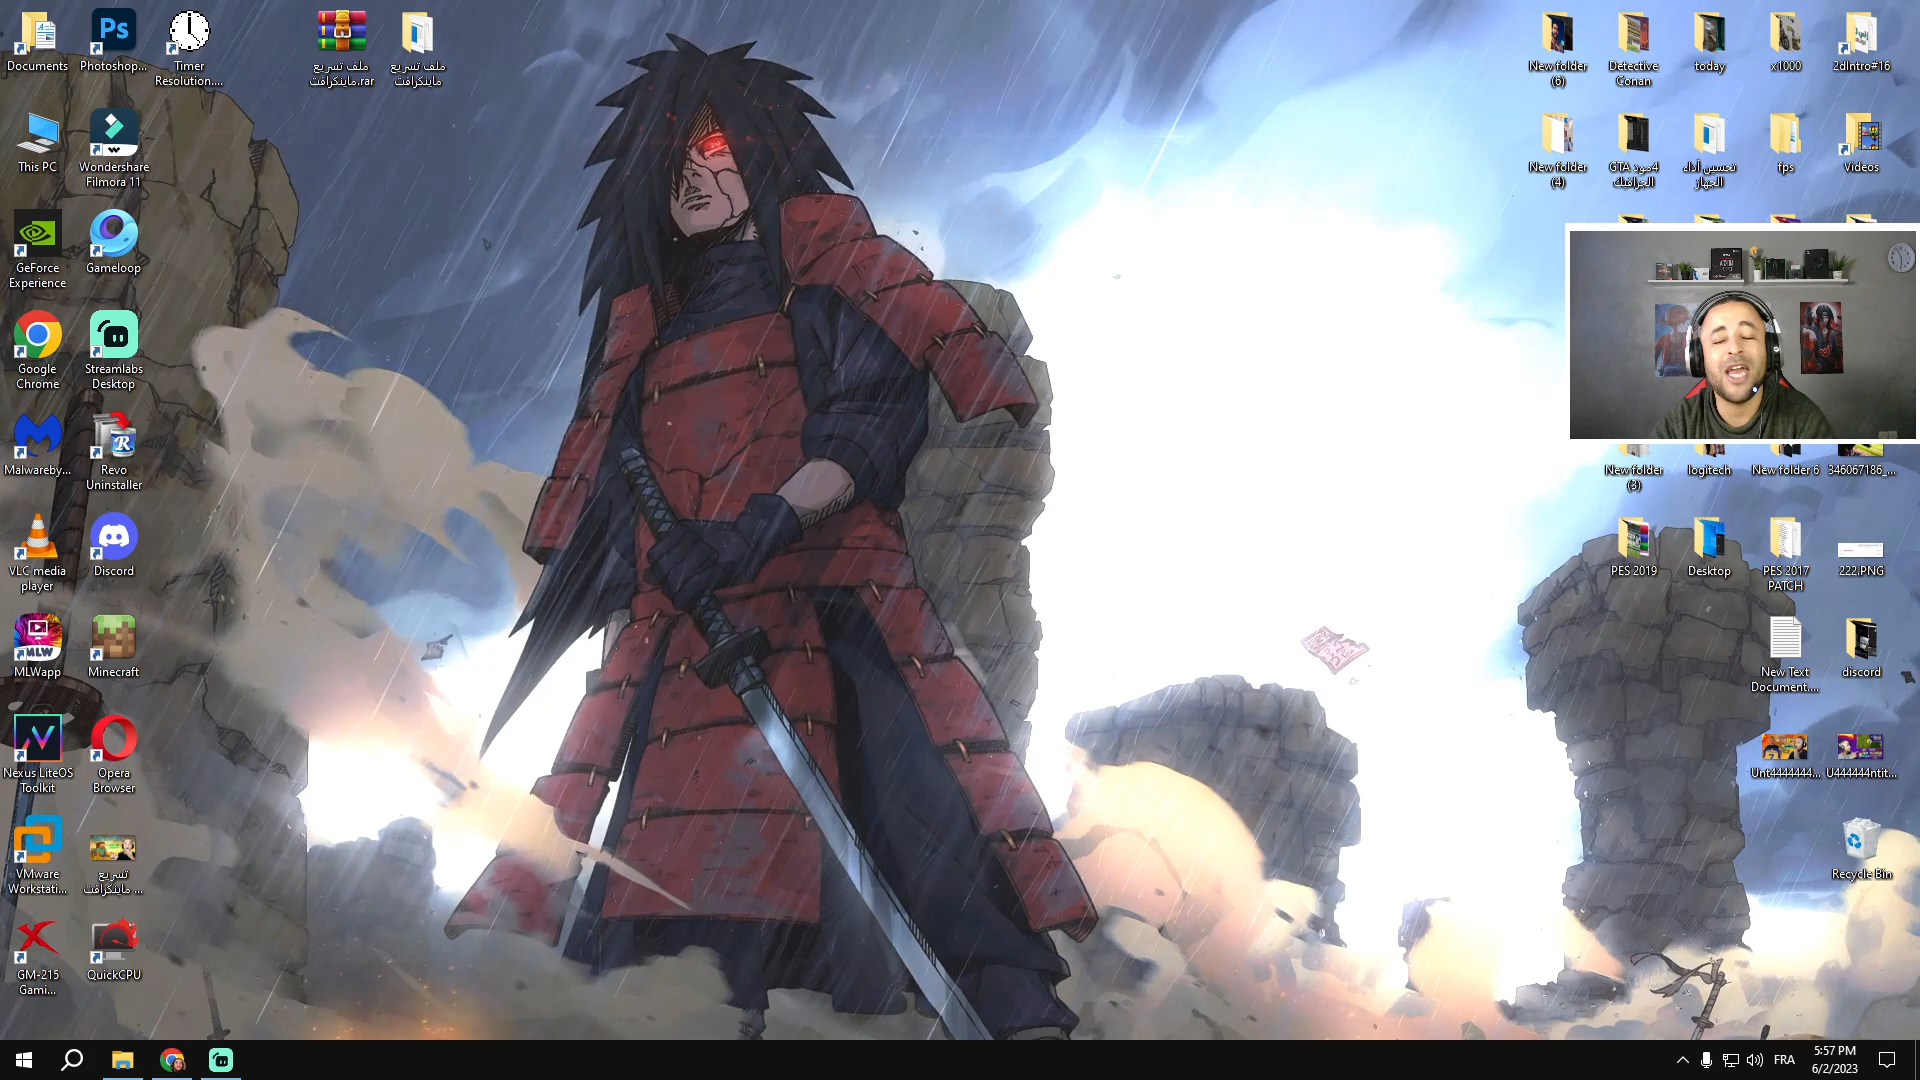 Documents
Photoshop...
Timer
Resolution....
ملف تسريع
ماينكرافت.rar
ملف تسريع
ماينكرافت
New folder
(6)
Detective
Conan
today
x1000
2dIntro#16
This PC
Wondershare
Filmora 11
New folder
(4)
4مود GTA
الجرافيك
تحسين أداء
الجهاز
fps
Videos
GeForce
Experience
Gameloop
Google
Chrome
Streamlabs
Desktop
Malwareby...
Revo
Uninstaller
New folder
(3)
logitech
New folder 6
346067186_...
VLC media
player
Discord
PES 2019
Desktop
PES 2017
PATCH
222.PNG
MLWapp
Minecraft
New Text
Document....
discord
Nexus LiteOS
Toolkit
Opera
Browser
Unt4444444...
U444444ntit...
VMware
Workstati...
تسريع
ماينكرافت ...
Recycle Bin
GM-215
Gami...
QuickCPU
FRA
5:57 PM
6/2/2023